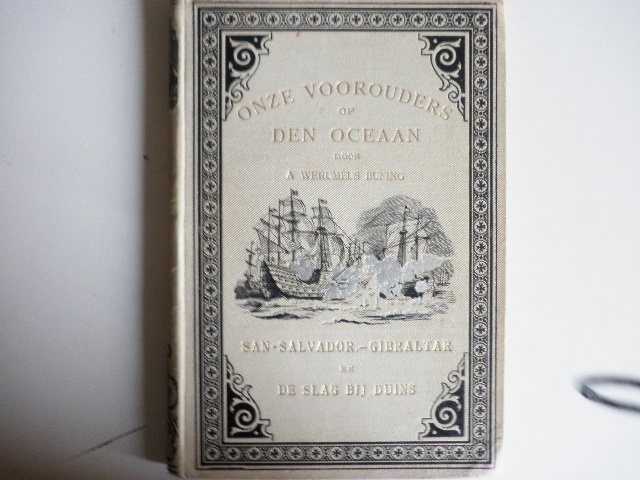 ONZE VOOROUDERS
OP
DEN OCEAAN
DOOR
A WERUMEUS BUNING
SAN-SALVADOR.-GIBRALTAR
EN
DE SLAG BIJ DUINS